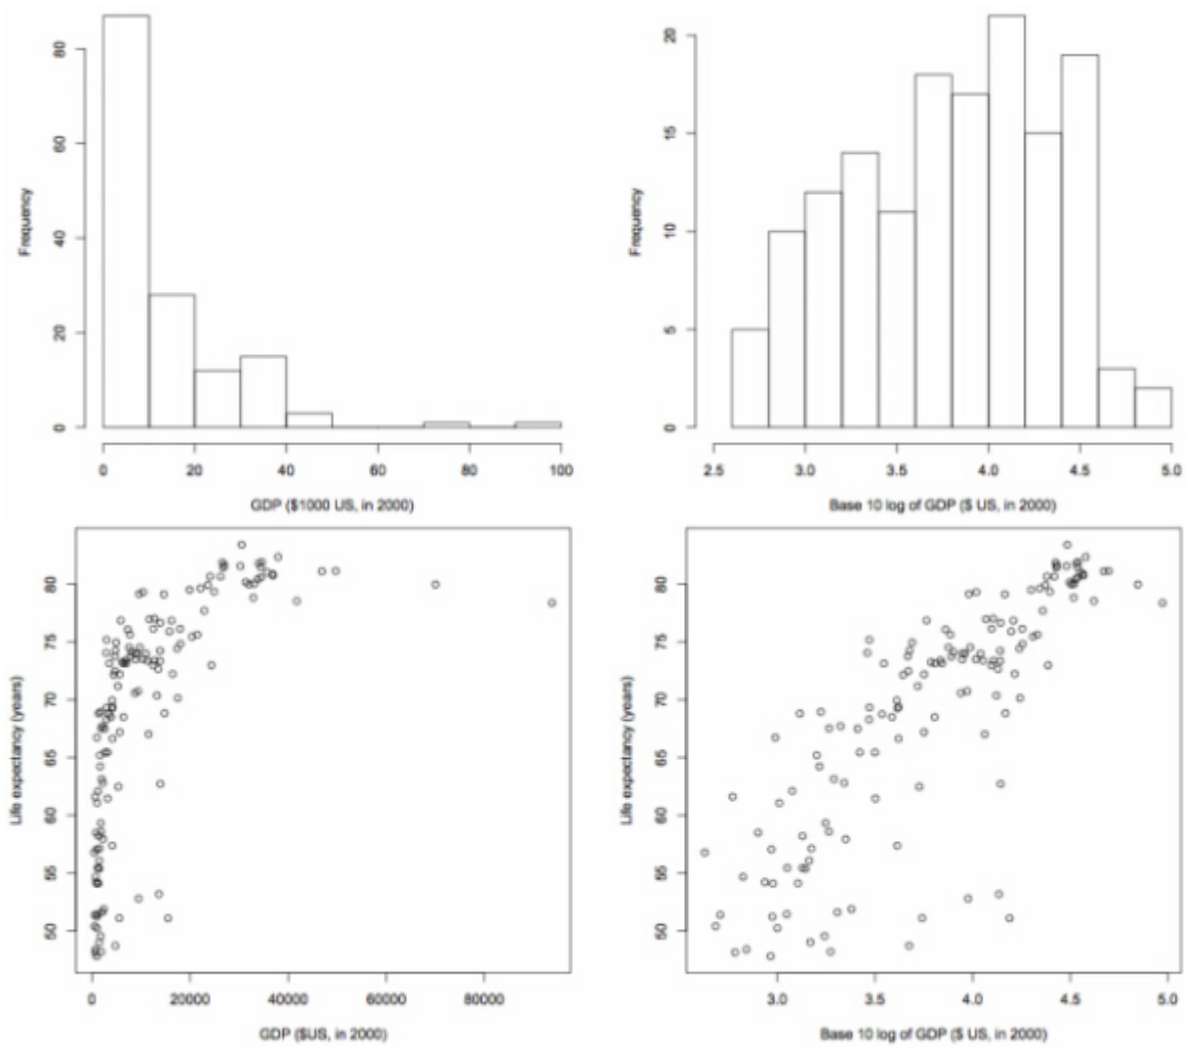 Frequency
80
60
40
20
0
0 20 40 60 80 100
GDP ($1000 US, in 2000)
Frequency
20
15
10
5
0
2.5 3.0 3.5 4.0 4.5 5.0
Base 10 log of GDP ($ US, in 2000)
Life expectancy (years)
80
75
70
65
60
55
50
0 20000 40000 60000 80000
GDP ($US, in 2000)
Life expectancy (years)
80
75
70
65
60
55
50
3.0 3.5 4.0 4.5 5.0
Base 10 log of GDP ($ US, in 2000)